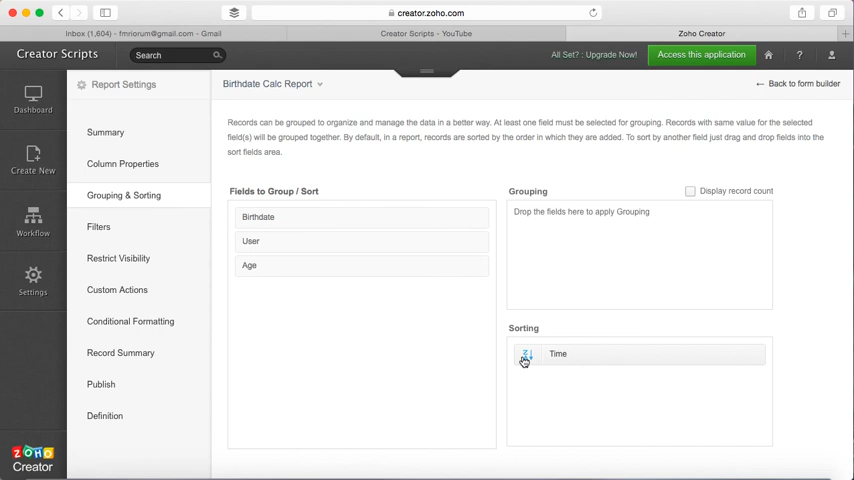 creator.zoho.com
Inbox (1,604) - fmriorum@gmail.com - Gmail
Creator Scripts - YouTube
Zoho Creator
Creator Scripts
Search
All Set? : Upgrade Now!
Access this application
?
Report Settings
Birthdate Calc Report
← Back to form builder
Dashboard
Create New
Workflow
Settings
Summary
Column Properties
Grouping & Sorting
Filters
Restrict Visibility
Custom Actions
Conditional Formatting
Record Summary
Publish
Definition
Records can be grouped to organize and manage the data in a better way. At least one field must be selected for grouping. Records with same value for the selected
field(s) will be grouped together. By default, in a report, records are sorted by the order in which they are added. To sort by another field just drag and drop fields into the
sort fields area.
Fields to Group / Sort
Birthdate
User
Age
Grouping
Display record count
Drop the fields here to apply Grouping
Sorting
Time
ZOHO
Creator